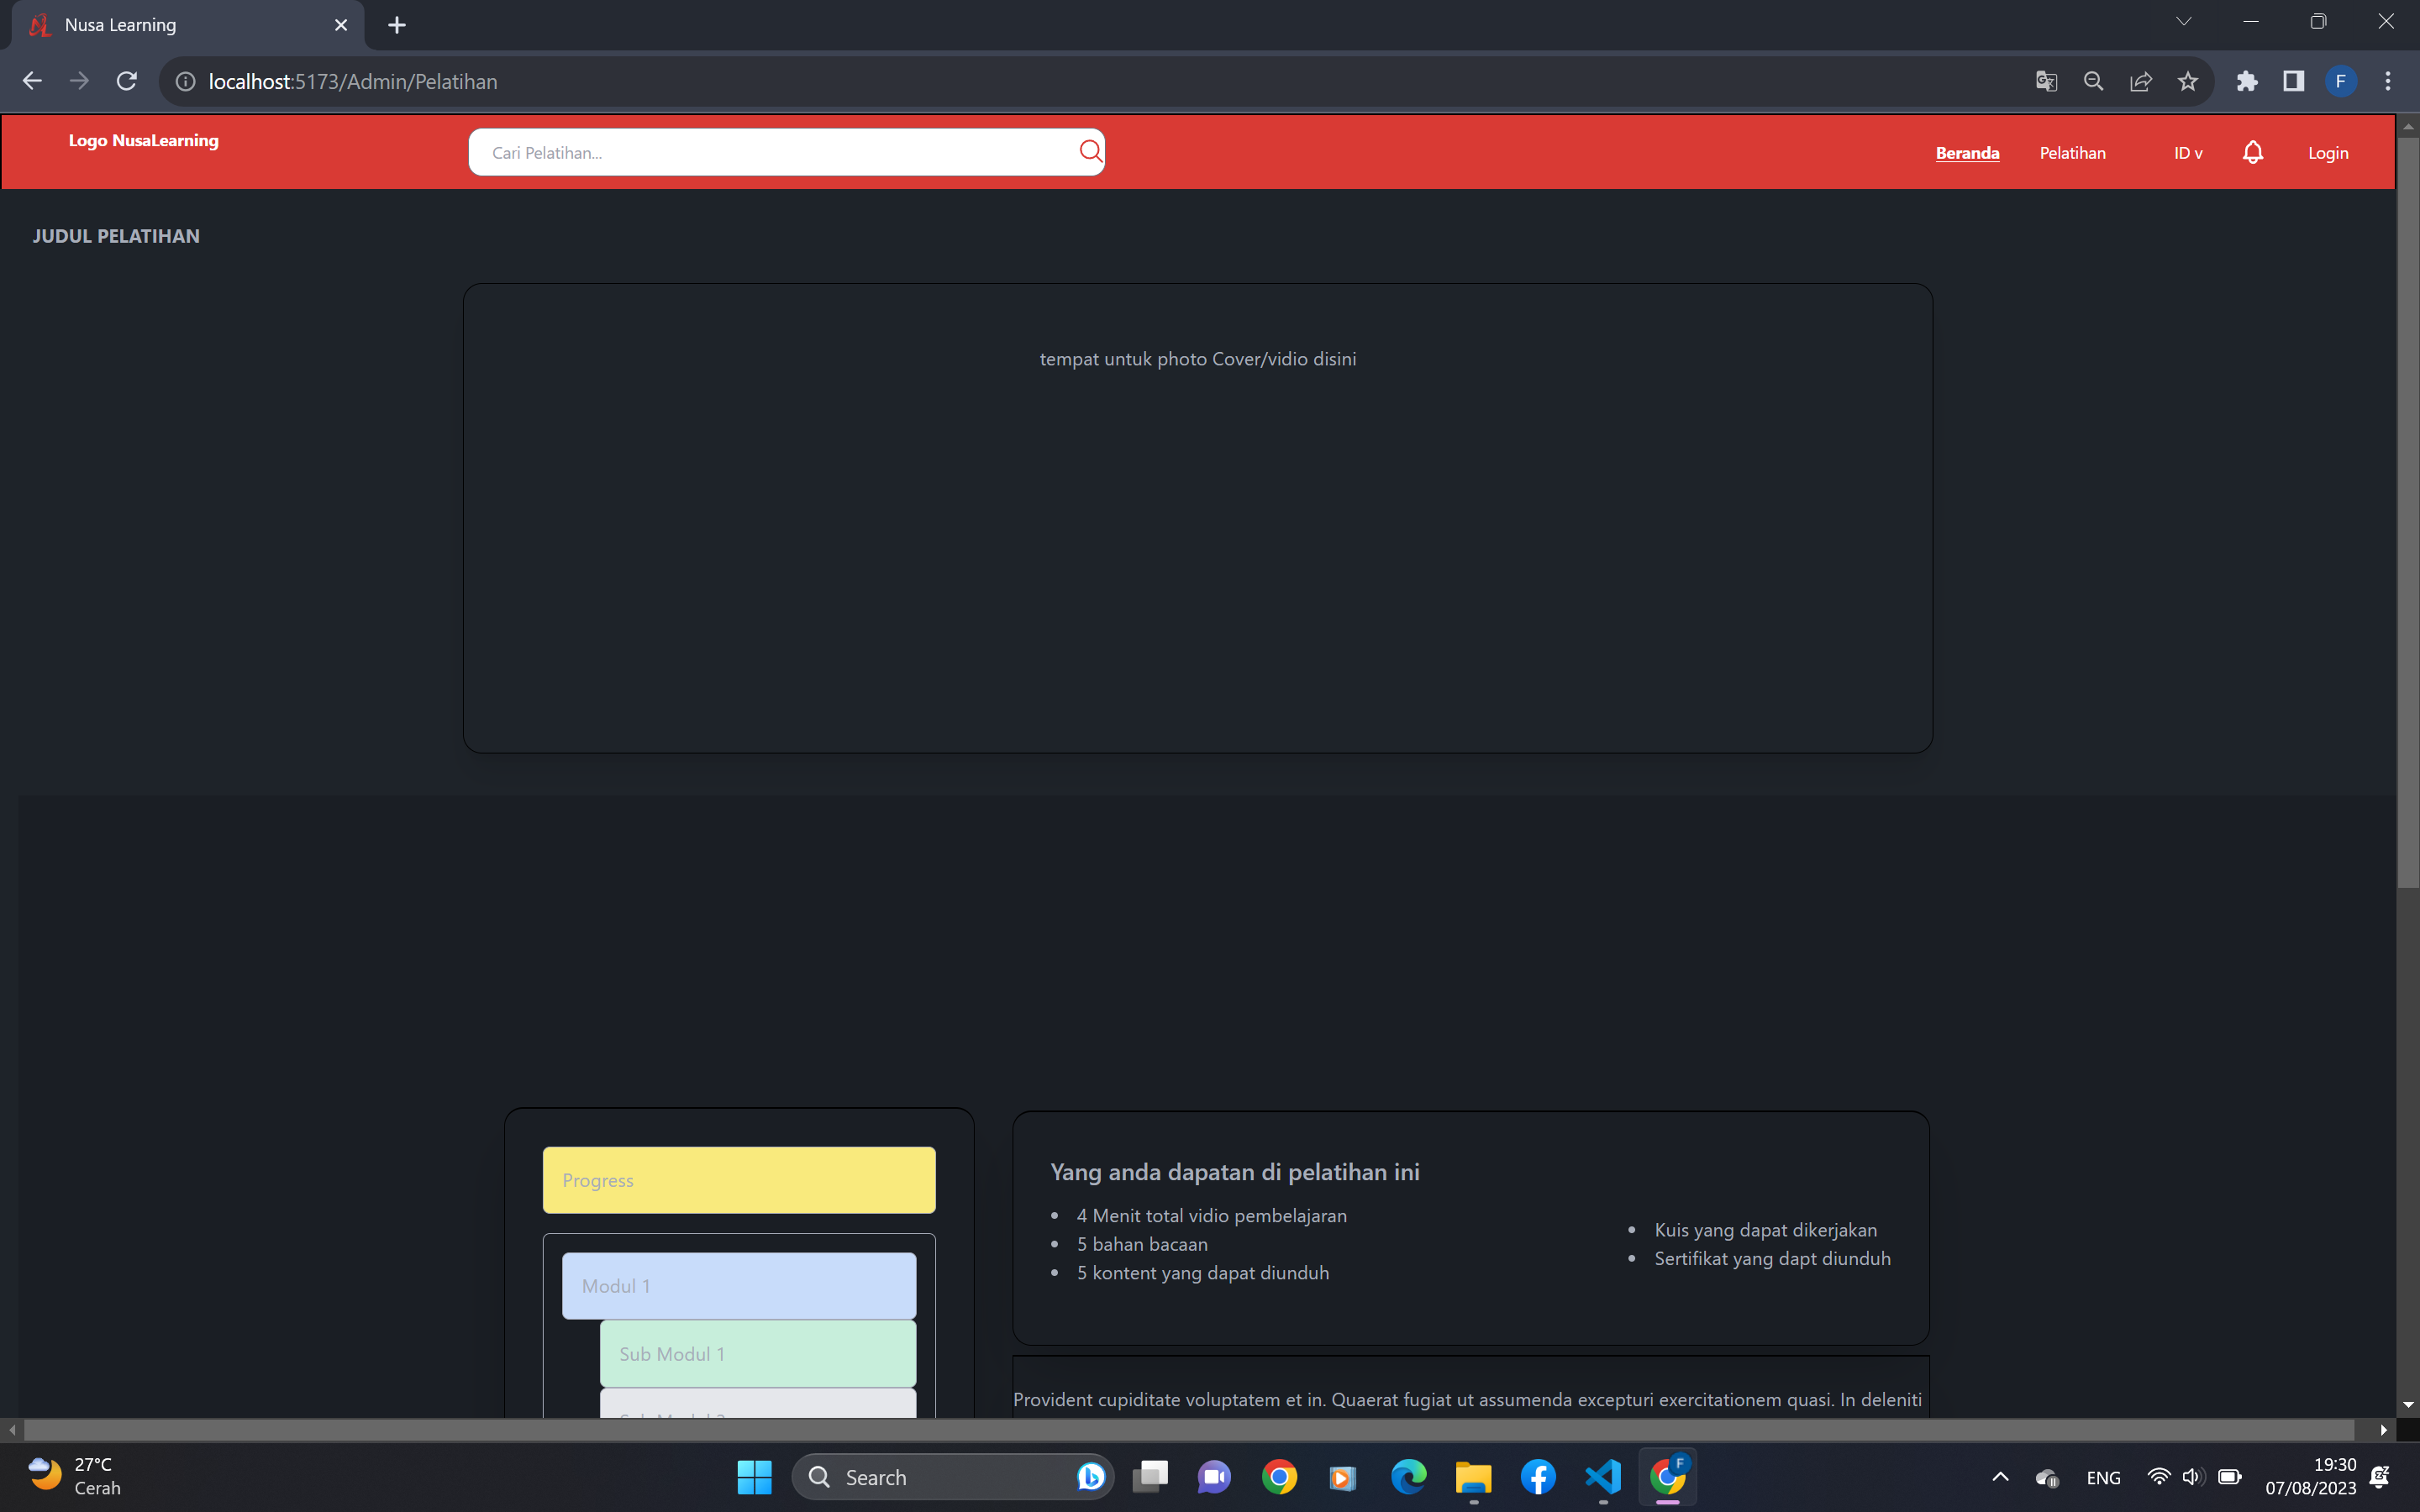 Nusa Learning
localhost:5173/Admin/Pelatihan
F
Logo NusaLearning
Cari Pelatihan...
Beranda
Pelatihan
ID v
Login
JUDUL PELATIHAN
tempat untuk photo Cover/vidio disini
Progress
Modul 1
Sub Modul 1
Yang anda dapatan di pelatihan ini
4 Menit total vidio pembelajaran
5 bahan bacaan
5 kontent yang dapat diunduh
Kuis yang dapat dikerjakan
Sertifikat yang dapt diunduh
Provident cupiditate voluptatem et in. Quaerat fugiat ut assumenda excepturi exercitationem quasi. In deleniti
27°C
Cerah
Search
F
ENG
19:30
07/08/2023